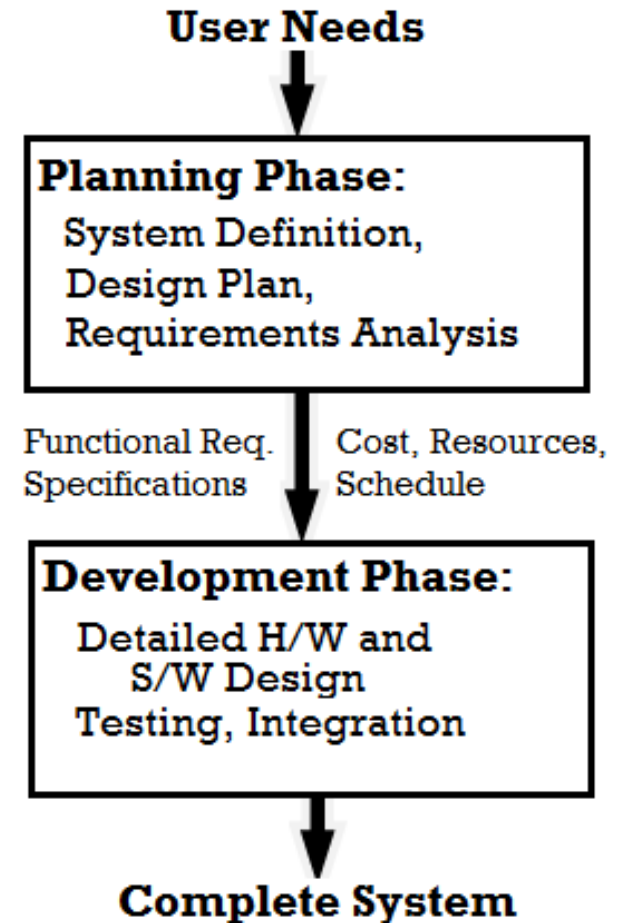 User Needs
Planning Phase:
System Definition,
Design Plan,
Requirements Analysis
Functional Req.
Specifications
Cost, Resources,
Schedule
Development Phase:
Detailed H/W and
S/W Design
Testing, Integration
Complete System